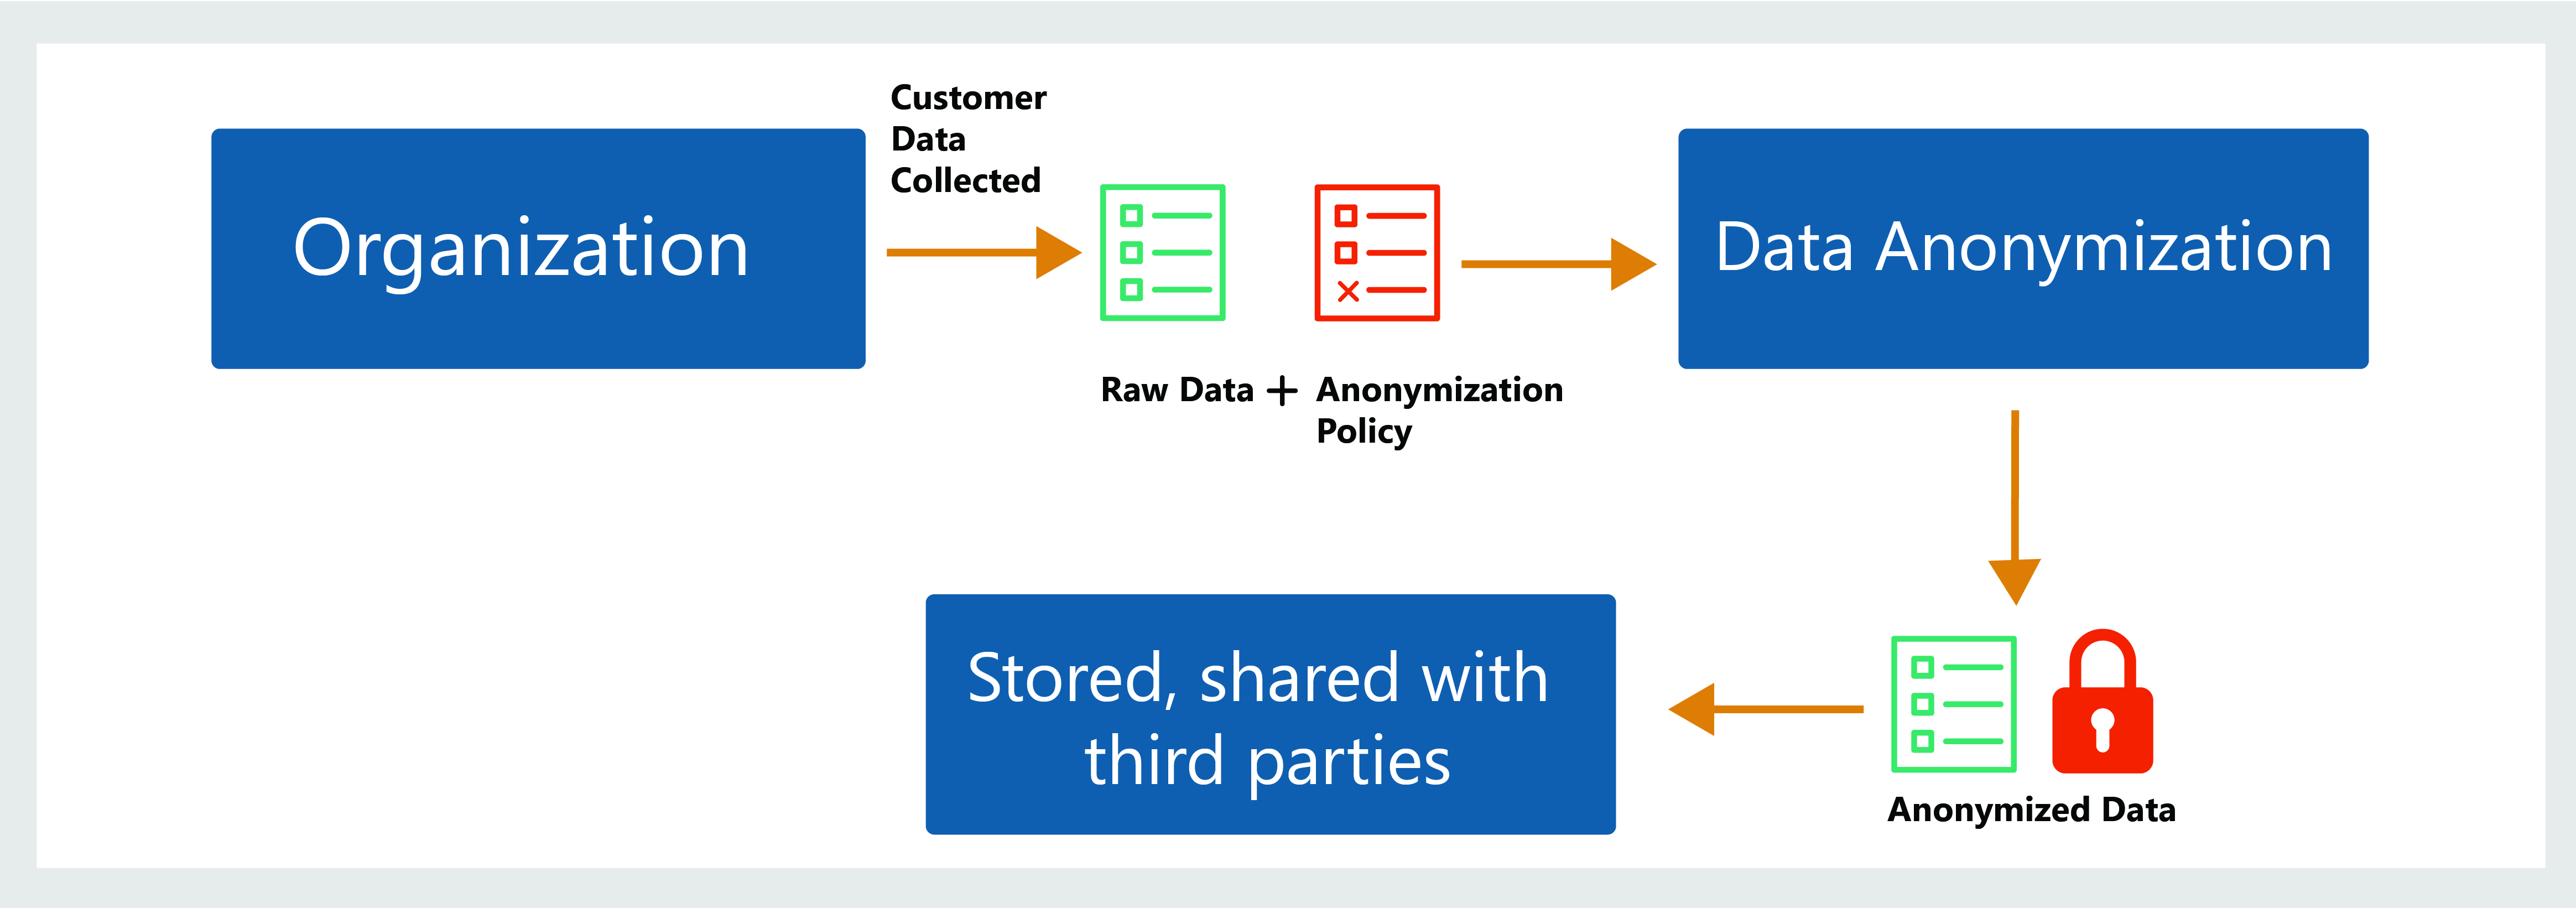 Customer
Data
Collected
Organization
Raw Data + Anonymization
Policy
Data Anonymization
Anonymized Data
Stored, shared with
third parties